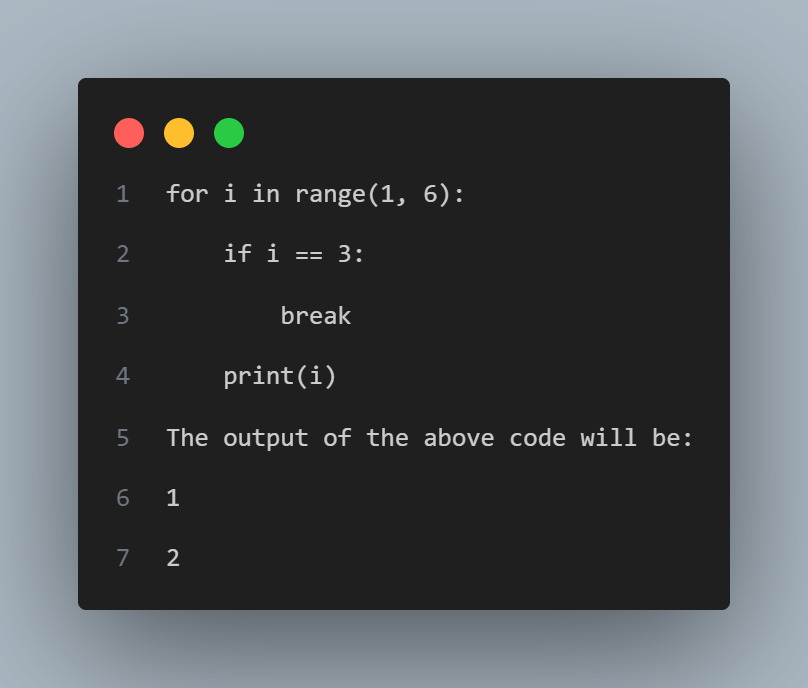 1 for i in range(1, 6):
2     if i == 3:
3         break
4     print(i)
5 The output of the above code will be:
6 1
7 2